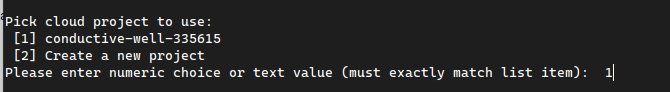 Pick cloud project to use:
[1] conductive-well-335615
[2] Create a new project
Please enter numeric choice or text value (must exactly match list item):  1